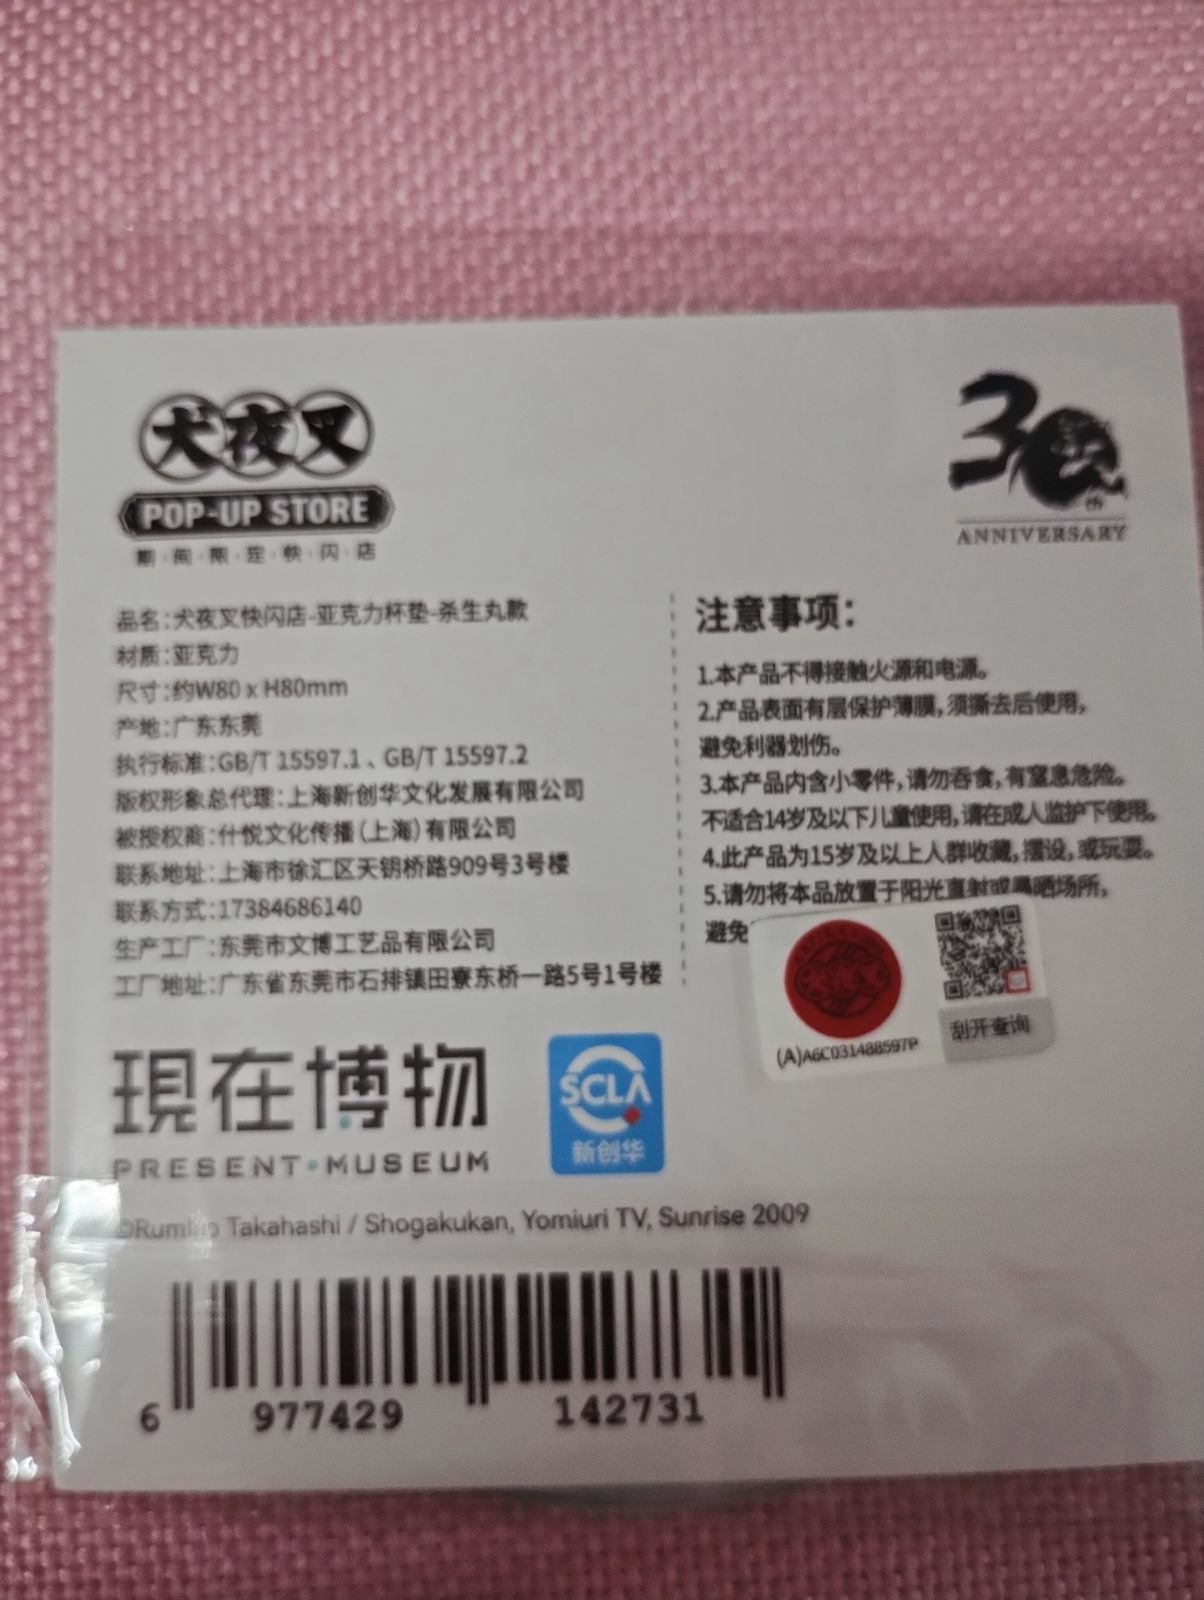 犬夜叉
POP-UP STORE
期·间·限·定·快·闪·店
30
th
ANNIVERSARY
品名:犬夜叉快闪店-亚克力杯垫-杀生丸款
材质:亚克力
尺寸:约W80 x H80mm
产地:广东东莞
执行标准:GB/T 15597.1、GB/T 15597.2
版权形象总代理:上海新创华文化发展有限公司
被授权商:什悦文化传播(上海)有限公司
联系地址:上海市徐汇区天钥桥路909号3号楼
联系方式:17384686140
生产工厂:东莞市文博工艺品有限公司
工厂地址:广东省东莞市石排镇田寮东桥一路5号1号楼
注意事项:
1.本产品不得接触火源和电源。
2.产品表面有层保护薄膜,须撕去后使用,
避免利器划伤。
3.本产品内含小零件,请勿吞食,有窒息危险。
不适合14岁及以下儿童使用,请在成人监护下使用。
4.此产品为15岁及以上人群收藏,摆设,或玩耍。
5.请勿将本品放置于阳光直射或暴晒场所,
避免
(A)A6C031488597P
刮开查询
現在博物
PRESENT·MUSEUM
SCLA
新创华
©Rumiko Takahashi / Shogakukan, Yomiuri TV, Sunrise 2009
6 977429 142731